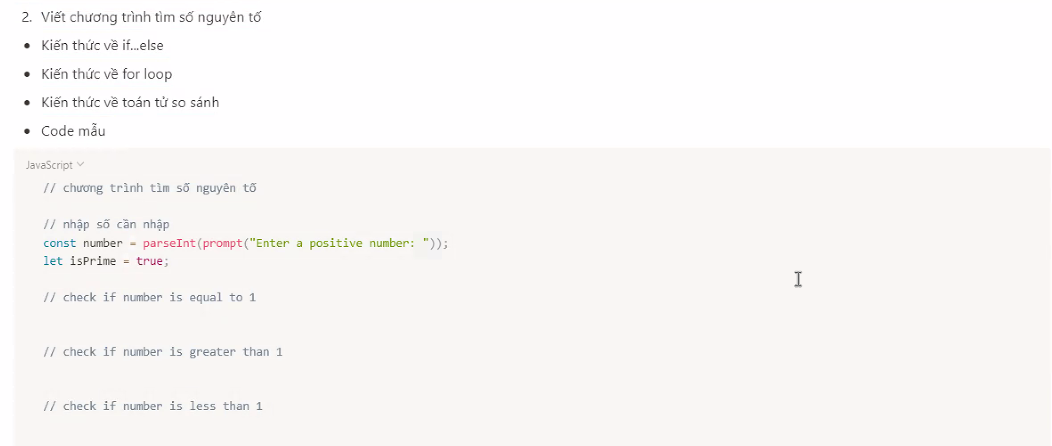 2. Viết chương trình tìm số nguyên tố
• Kiến thức về if...else
• Kiến thức về for loop
• Kiến thức về toán tử so sánh
• Code mẫu
JavaScript
// chương trình tìm số nguyên tố
// nhập số cần nhập
const number = parseInt(prompt("Enter a positive number: "));
let isPrime = true;
// check if number is equal to 1
// check if number is greater than 1
// check if number is less than 1